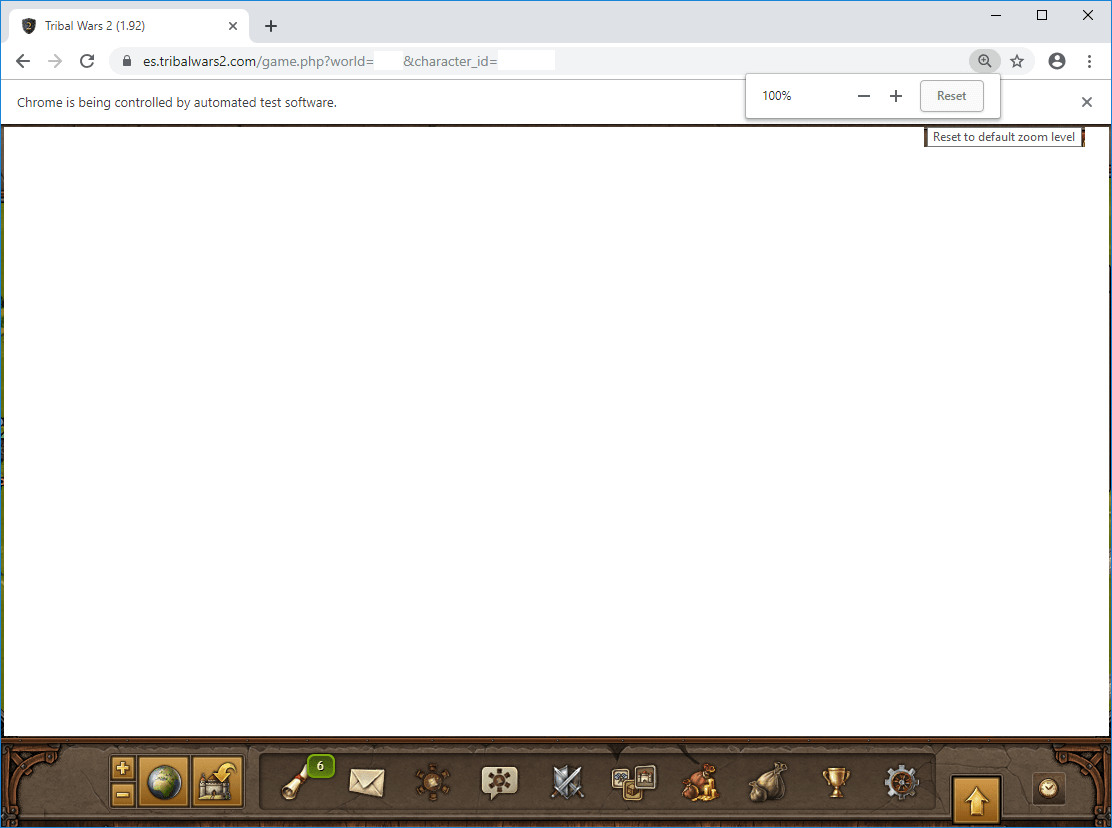 Tribal Wars 2 (1.92)
es.tribalwars2.com/game.php?world= &character_id=
Chrome is being controlled by automated test software.
100%
Reset
Reset to default zoom level
6